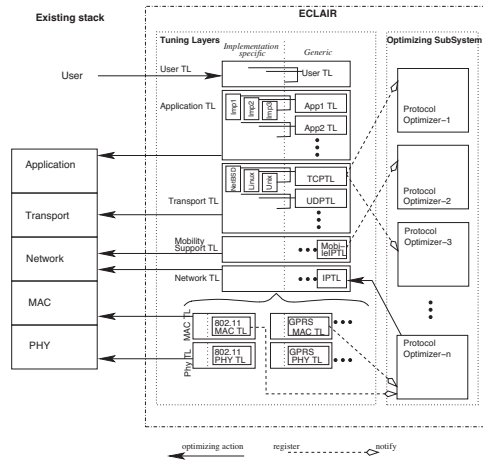 Existing stack
ECLAIR
Tuning Layers
Implementation
specific
Generic
Optimizing SubSystem
User
User TL
User TL
Application TL
Imp1
Imp2
Imp3
App1 TL
App2 TL
Protocol
Optimizer-1
Application
Transport
Network
MAC
PHY
NetBSD
Linux
Unix
TCPTL
UDPTL
Transport TL
Protocol
Optimizer-2
Mobility
Support TL
Mobi-
leIPTL
Protocol
Optimizer-3
Network TL
IPTL
MAC TL
802.11
MAC TL
GPRS
MAC TL
Phy TL
802.11
PHY TL
GPRS
PHY TL
Protocol
Optimizer-n
optimizing action
register
notify